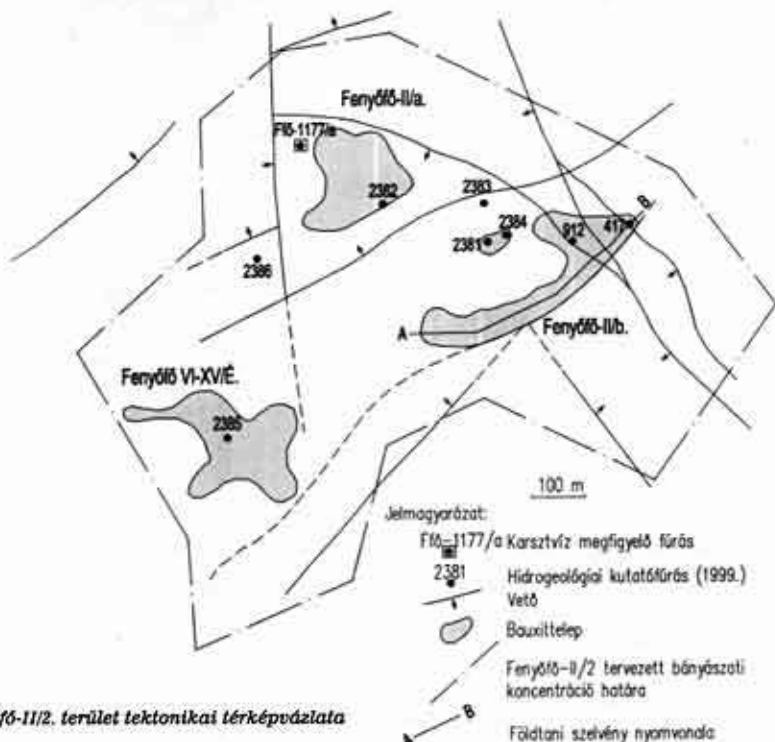 Fenyőfő-II/a.
Ffő-1177/a
2382
2383
2384
2381
912
417
B
2386
A
Fenyőfő-II/b.
Fenyőfő VI-XV/É.
2385
100 m
Jelmagyarázat:
Ffő-1177/a Karsztvíz megfigyelő fúrás
2381
Hidrogeológiai kutatófúrás (1999.)
Vető
Bauxittelep
Fenyőfő-II/2 tervezett bányászati
koncentráció határa
A B
Földtani szelvény nyomvonala
fő-II/2. terület tektonikai térképvázlata